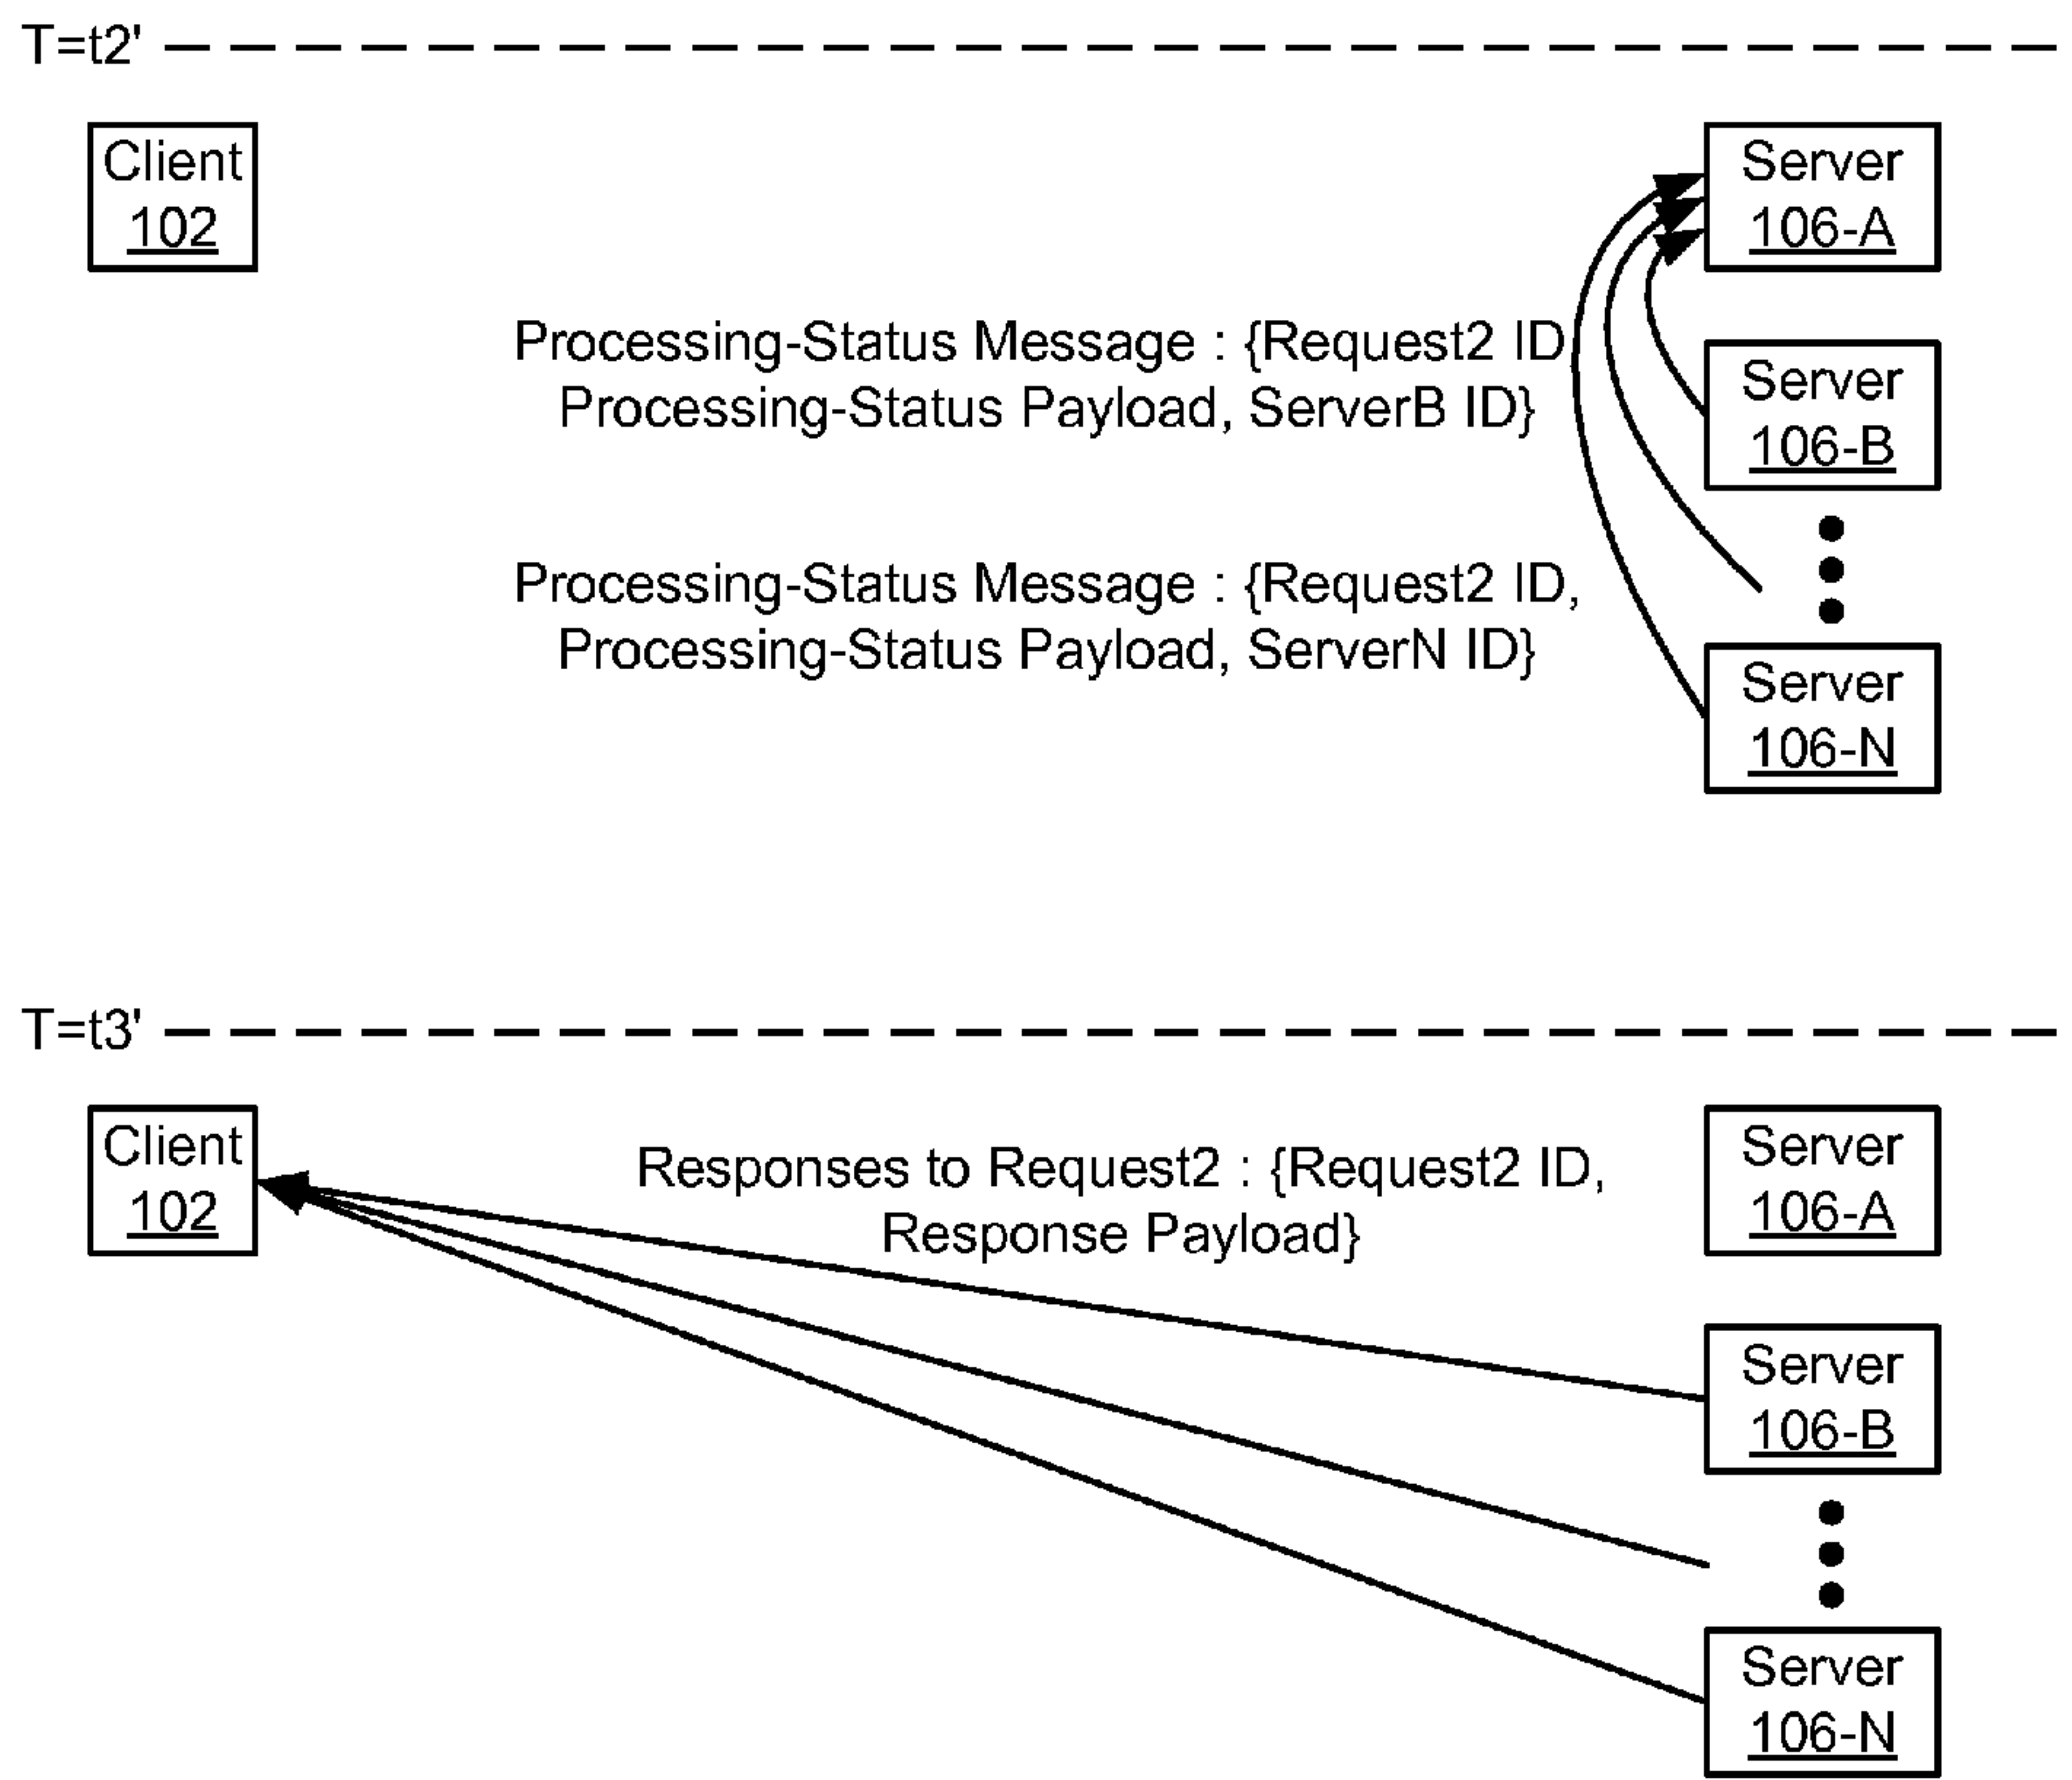 T=t2'
Client
102
Server
106-A
Processing-Status Message : {Request2 ID
Processing-Status Payload, ServerB ID}
Server
106-B
Processing-Status Message : {Request2 ID,
Processing-Status Payload, ServerN ID}
Server
106-N
T=t3'
Client
102
Responses to Request2 : {Request2 ID,
Response Payload}
Server
106-A
Server
106-B
Server
106-N